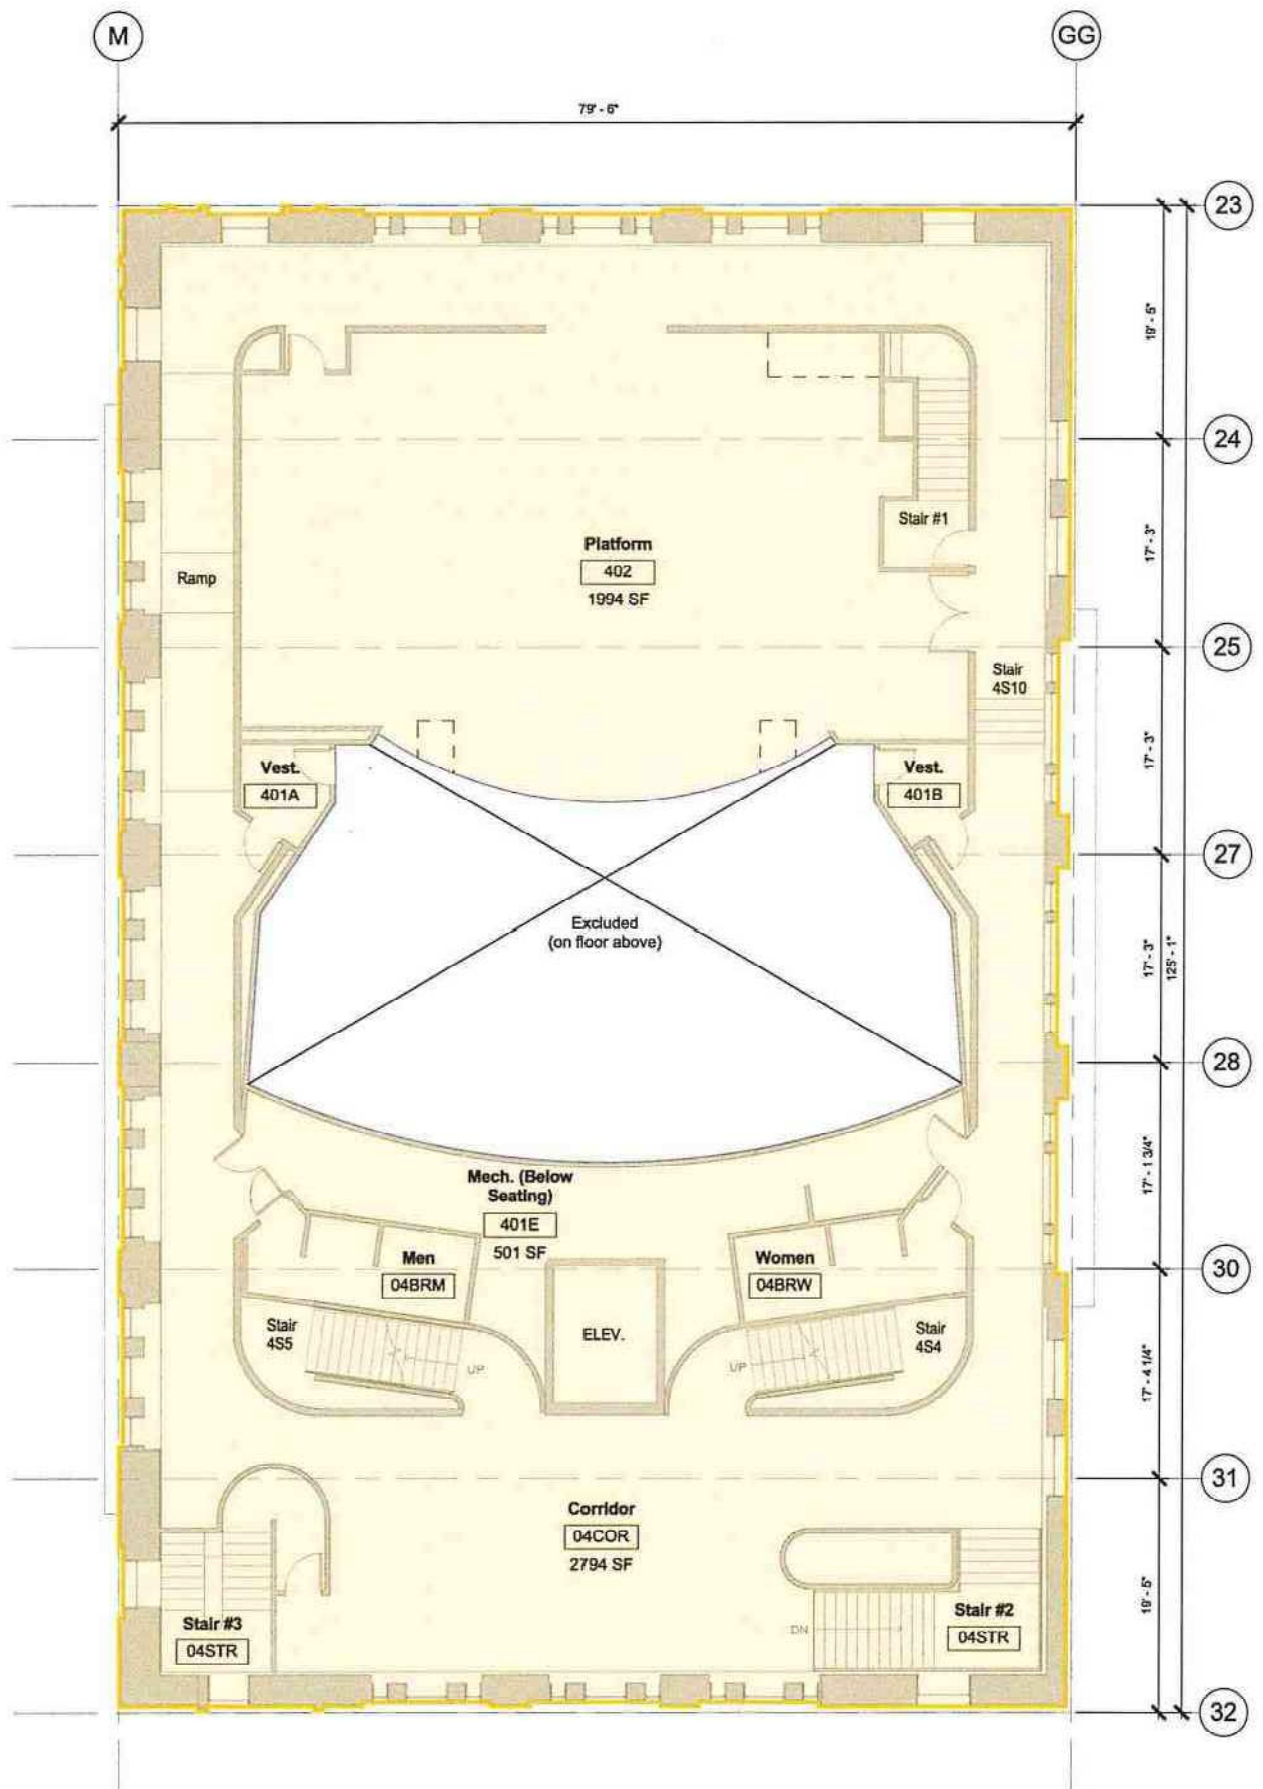 M
GG
79' - 6"
23
19' - 5"
24
17' - 3"
Stair #1
Platform
402
1994 SF
Ramp
25
Stair
4S10
17' - 3"
Vest.
401A
Vest.
401B
27
Excluded
(on floor above)
17' - 3"
125' - 1"
28
17' - 1 3/4"
Mech. (Below
Seating)
401E
501 SF
Men
04BRM
Women
04BRW
30
Stair
4S5
UP
ELEV.
UP
Stair
4S4
17' - 4 1/4"
31
Corridor
04COR
2794 SF
19' - 5"
Stair #3
04STR
DN
Stair #2
04STR
32